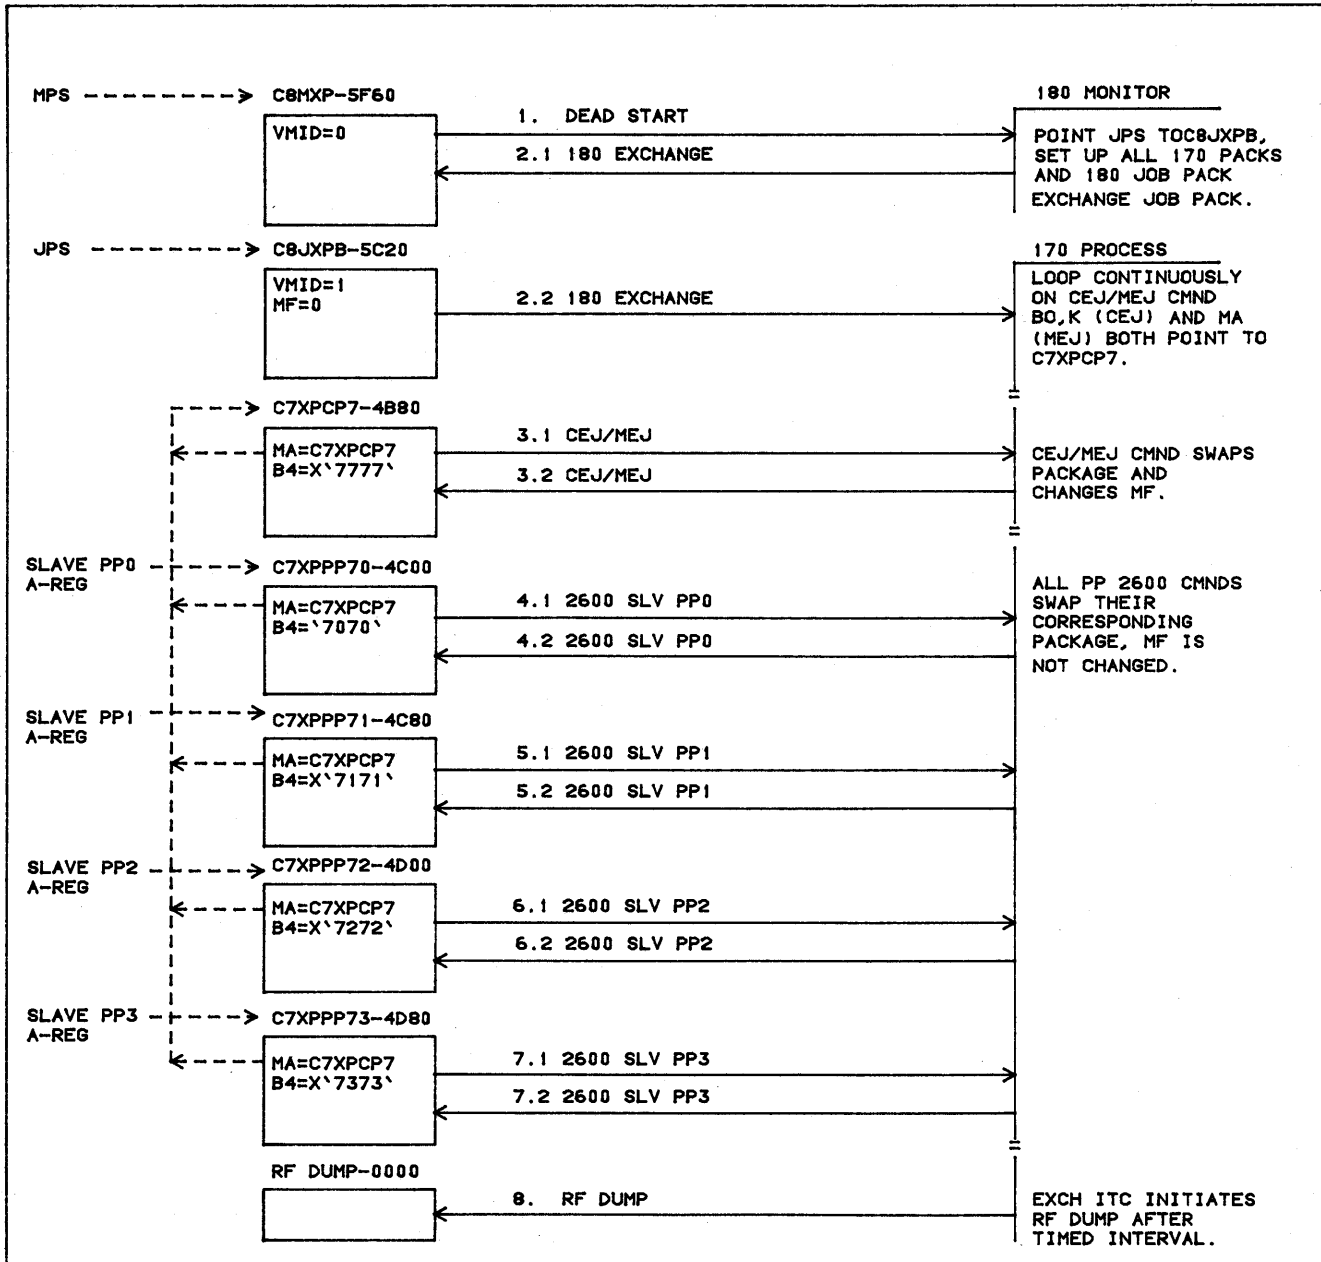 MPS
C8MXP-5F60
180 MONITOR
VMID=0
1. DEAD START
2.1 180 EXCHANGE
POINT JPS TOC8JXPB,
SET UP ALL 170 PACKS
AND 180 JOB PACK
EXCHANGE JOB PACK.
JPS
C8JXPB-5C20
170 PROCESS
VMID=1
MF=0
2.2 180 EXCHANGE
LOOP CONTINUOUSLY
ON CEJ/MEJ CMND
BO,K (CEJ) AND MA
(MEJ) BOTH POINT TO
C7XPCP7.
C7XPCP7-4B80
MA=C7XPCP7
B4=X`7777`
3.1 CEJ/MEJ
3.2 CEJ/MEJ
CEJ/MEJ CMND SWAPS
PACKAGE AND
CHANGES MF.
SLAVE PP0
A-REG
C7XPPP70-4C00
MA=C7XPCP7
B4=`7070`
4.1 2600 SLV PP0
4.2 2600 SLV PP0
ALL PP 2600 CMNDS
SWAP THEIR
CORRESPONDING
PACKAGE, MF IS
NOT CHANGED.
SLAVE PP1
A-REG
C7XPPP71-4C80
MA=C7XPCP7
B4=X`7171`
5.1 2600 SLV PP1
5.2 2600 SLV PP1
SLAVE PP2
A-REG
C7XPPP72-4D00
MA=C7XPCP7
B4=X`7272`
6.1 2600 SLV PP2
6.2 2600 SLV PP2
SLAVE PP3
A-REG
C7XPPP73-4D80
MA=C7XPCP7
B4=X`7373`
7.1 2600 SLV PP3
7.2 2600 SLV PP3
RF DUMP-0000
8. RF DUMP
EXCH ITC INITIATES
RF DUMP AFTER
TIMED INTERVAL.